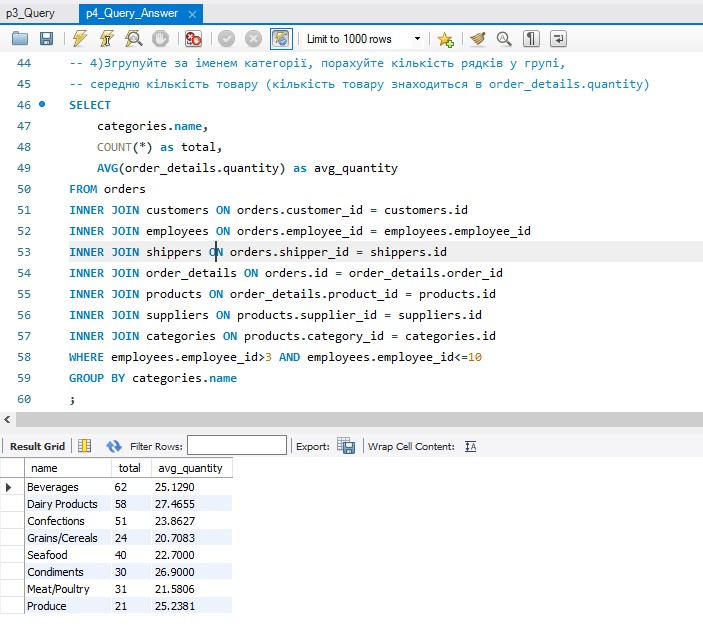 p3_Query p4_Query_Answer
Limit to 1000 rows
44 -- 4)Згрупуйте за іменем категорії, порахуйте кількість рядків у групі,
45 -- середню кількість товару (кількість товару знаходиться в order_details.quantity)
46 SELECT
47 categories.name,
48 COUNT(*) as total,
49 AVG(order_details.quantity) as avg_quantity
50 FROM orders
51 INNER JOIN customers ON orders.customer_id = customers.id
52 INNER JOIN employees ON orders.employee_id = employees.employee_id
53 INNER JOIN shippers ON orders.shipper_id = shippers.id
54 INNER JOIN order_details ON orders.id = order_details.order_id
55 INNER JOIN products ON order_details.product_id = products.id
56 INNER JOIN suppliers ON products.supplier_id = suppliers.id
57 INNER JOIN categories ON products.category_id = categories.id
58 WHERE employees.employee_id>3 AND employees.employee_id<=10
59 GROUP BY categories.name
60 ;
Result Grid Filter Rows: Export: Wrap Cell Content:
name total avg_quantity
Beverages 62 25.1290
Dairy Products 58 27.4655
Confections 51 23.8627
Grains/Cereals 24 20.7083
Seafood 40 22.7000
Condiments 30 26.9000
Meat/Poultry 31 21.5806
Produce 21 25.2381